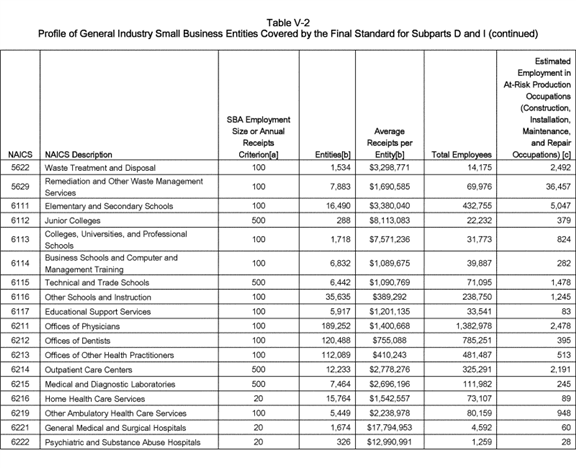 Table V-2
Profile of General Industry Small Business Entities Covered by the Final Standard for Subparts D and I (continued)
NAICS NAICS Description SBA Employment Size or Annual Receipts Criterion[a] Entities[b] Average Receipts per Entity[b] Total Employees Estimated Employment in At-Risk Production Occupations (Construction, Installation, Maintenance, and Repair Occupations) [c]
5622 Waste Treatment and Disposal 100 1,534 $3,298,771 14,175 2,492
5629 Remediation and Other Waste Management Services 100 7,883 $1,690,585 69,976 36,457
6111 Elementary and Secondary Schools 100 16,490 $3,380,040 432,755 5,047
6112 Junior Colleges 500 288 $8,113,083 22,232 379
6113 Colleges, Universities, and Professional Schools 100 1,718 $7,571,236 31,773 824
6114 Business Schools and Computer and Management Training 100 6,832 $1,089,675 39,887 282
6115 Technical and Trade Schools 500 6,442 $1,090,769 71,095 1,478
6116 Other Schools and Instruction 100 35,635 $389,292 238,750 1,245
6117 Educational Support Services 100 5,917 $1,201,135 33,541 83
6211 Offices of Physicians 100 189,252 $1,400,668 1,382,978 2,478
6212 Offices of Dentists 100 120,488 $755,088 785,251 395
6213 Offices of Other Health Practitioners 100 112,089 $410,243 481,487 513
6214 Outpatient Care Centers 500 12,233 $2,778,276 325,291 2,191
6215 Medical and Diagnostic Laboratories 500 7,464 $2,696,196 111,982 245
6216 Home Health Care Services 20 15,764 $1,542,557 73,107 89
6219 Other Ambulatory Health Care Services 100 5,449 $2,238,978 80,159 948
6221 General Medical and Surgical Hospitals 20 1,674 $17,794,953 4,592 60
6222 Psychiatric and Substance Abuse Hospitals 20 326 $12,990,991 1,259 28